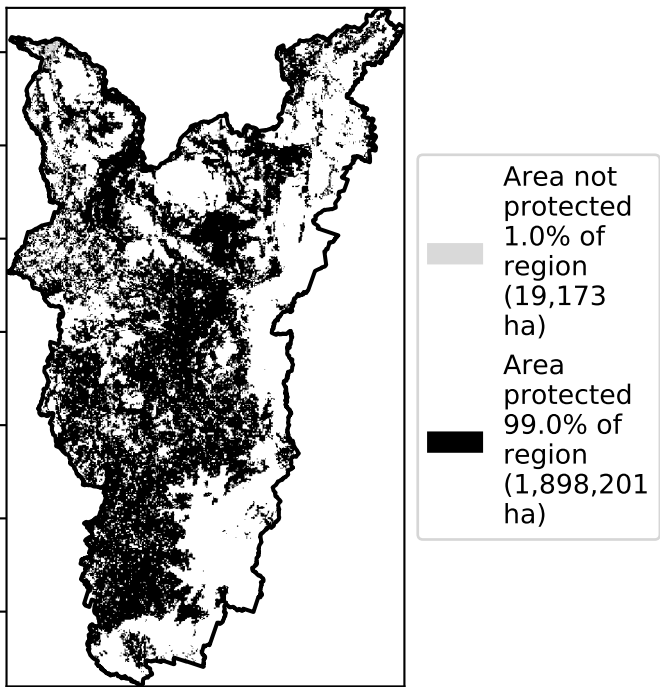 Area not
protected
1.0% of
region
(19,173
ha)
Area
protected
99.0% of
region
(1,898,201
ha)